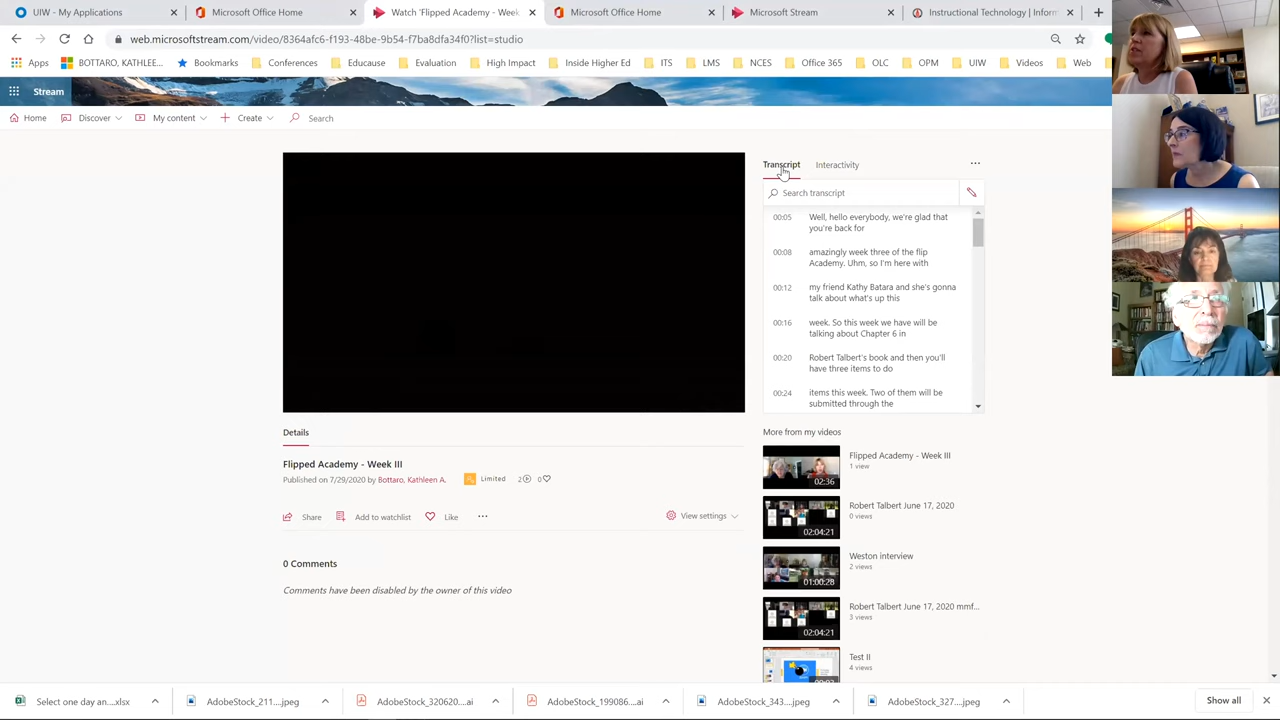 UIW - My Applications
Microsoft Office Home
Watch 'Flipped Academy - Week
Microsoft Office Home
Microsoft Stream
Instructional Technology | Inform
web.microsoftstream.com/video/8364afc6-f193-48be-9b54-f7ba8dfa34f0?list=studio
Apps
BOTTARO, KATHLEE...
Bookmarks
Conferences
Educause
Evaluation
High Impact
Inside Higher Ed
ITS
LMS
NCES
Office 365
OLC
OPM
UIW
Videos
Web
Stream
Home
Discover
My content
Create
Search
Transcript
Interactivity
Search transcript
00:05 Well, hello everybody, we're glad that
you're back for
00:08 amazingly week three of the flip
Academy. Uhm, so I'm here with
00:12 my friend Kathy Batara and she's gonna
talk about what's up this
00:16 week. So this week we have will be
talking about Chapter 6 in
00:20 Robert Talbert's book and then you'll
have three items to do
00:24 items this week. Two of them will be
submitted through the
Details
Flipped Academy - Week III
Published on 7/29/2020 by Bottaro, Kathleen A.
Limited
2
0
Share
Add to watchlist
Like
View settings
0 Comments
Comments have been disabled by the owner of this video
More from my videos
02:36
Flipped Academy - Week III
1 view
02:04:21
Robert Talbert June 17, 2020
0 views
01:00:28
Weston interview
2 views
02:04:21
Robert Talbert June 17, 2020 mmf...
3 views
Test II
4 views
Select one day an....xlsx
AdobeStock_211....jpeg
AdobeStock_320620....ai
AdobeStock_199086....ai
AdobeStock_343....jpeg
AdobeStock_327....jpeg
Show all